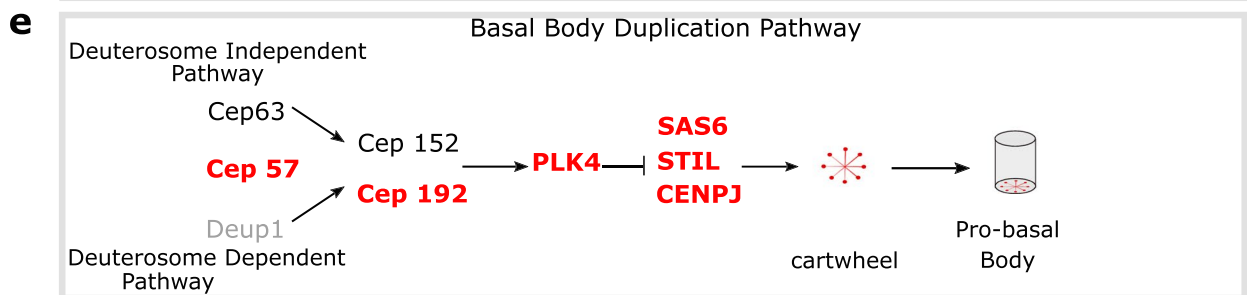 e
Basal Body Duplication Pathway
Deuterosome Independent
Pathway
Cep63
Cep 152
Cep 57
Cep 192
Deup1
Deuterosome Dependent
Pathway
PLK4
SAS6
STIL
CENPJ
cartwheel
Pro-basal
Body